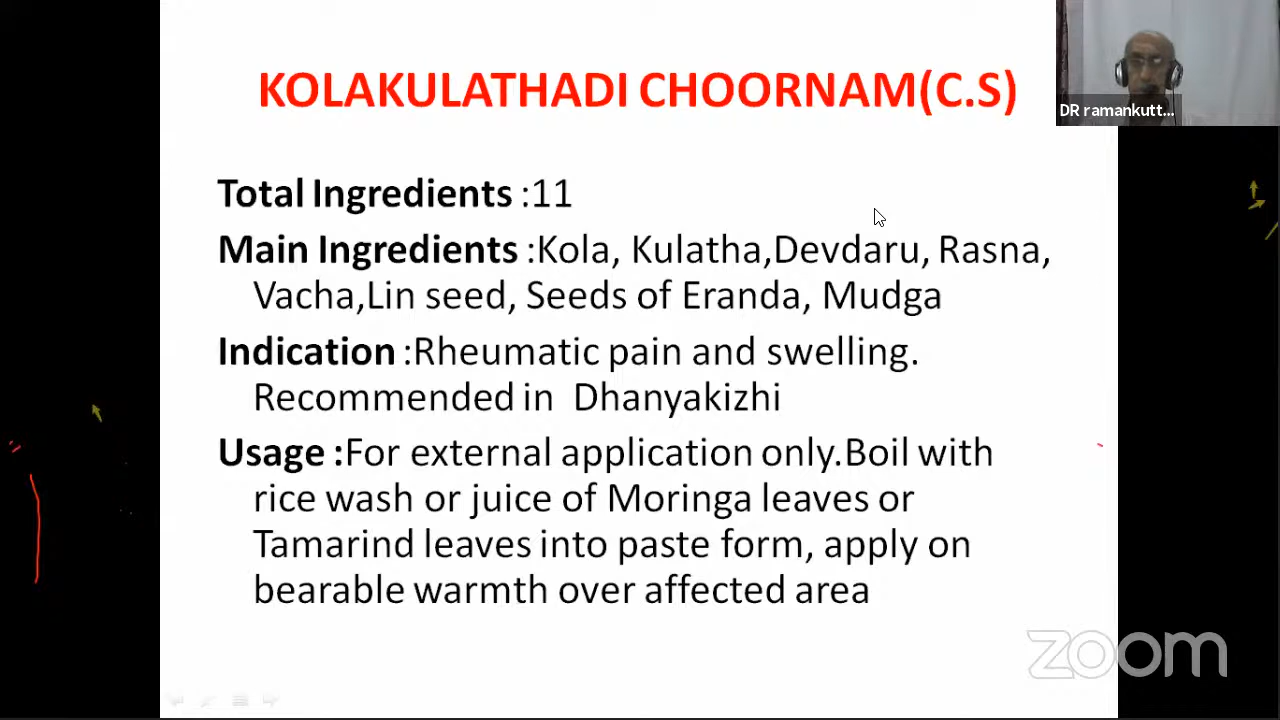 KOLAKULATHADI CHOORNAM(C.S)
DR ramankutt...
Total Ingredients :11
Main Ingredients :Kola, Kulatha,Devdaru, Rasna,
Vacha,Lin seed, Seeds of Eranda, Mudga
Indication :Rheumatic pain and swelling.
Recommended in Dhanyakizhi
Usage :For external application only.Boil with
rice wash or juice of Moringa leaves or
Tamarind leaves into paste form, apply on
bearable warmth over affected area
zoom